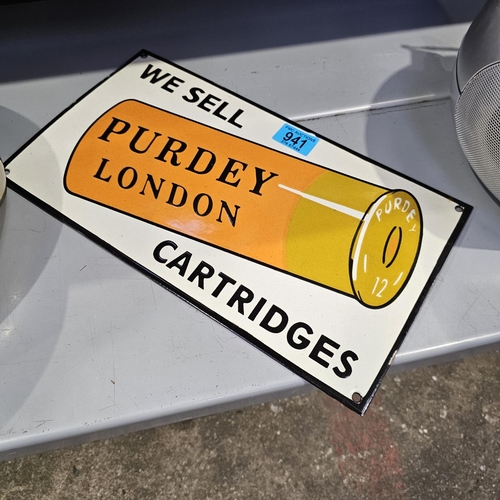 WE SELL
941
PURDEY
LONDON
PURDEY
12
CARTRIDGES